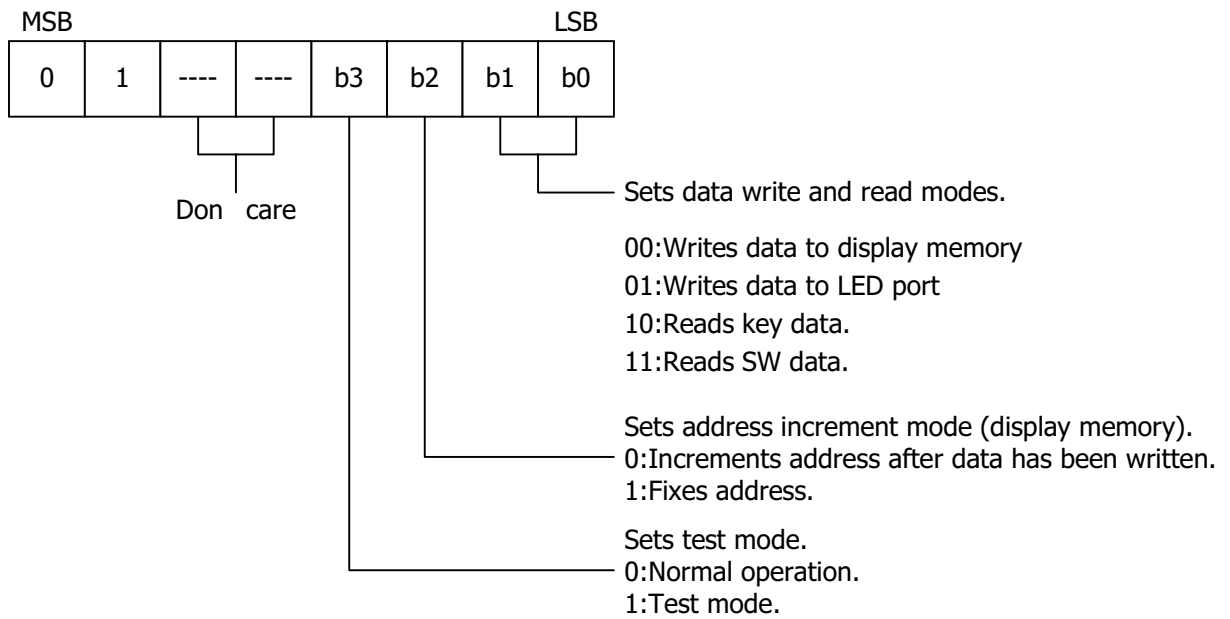 MSB LSB
0 1 ---- ---- b3 b2 b1 b0
Sets data write and read modes.
Don care
00:Writes data to display memory
01:Writes data to LED port
10:Reads key data.
11:Reads SW data.
Sets address increment mode (display memory).
0:Increments address after data has been written.
1:Fixes address.
Sets test mode.
0:Normal operation.
1:Test mode.